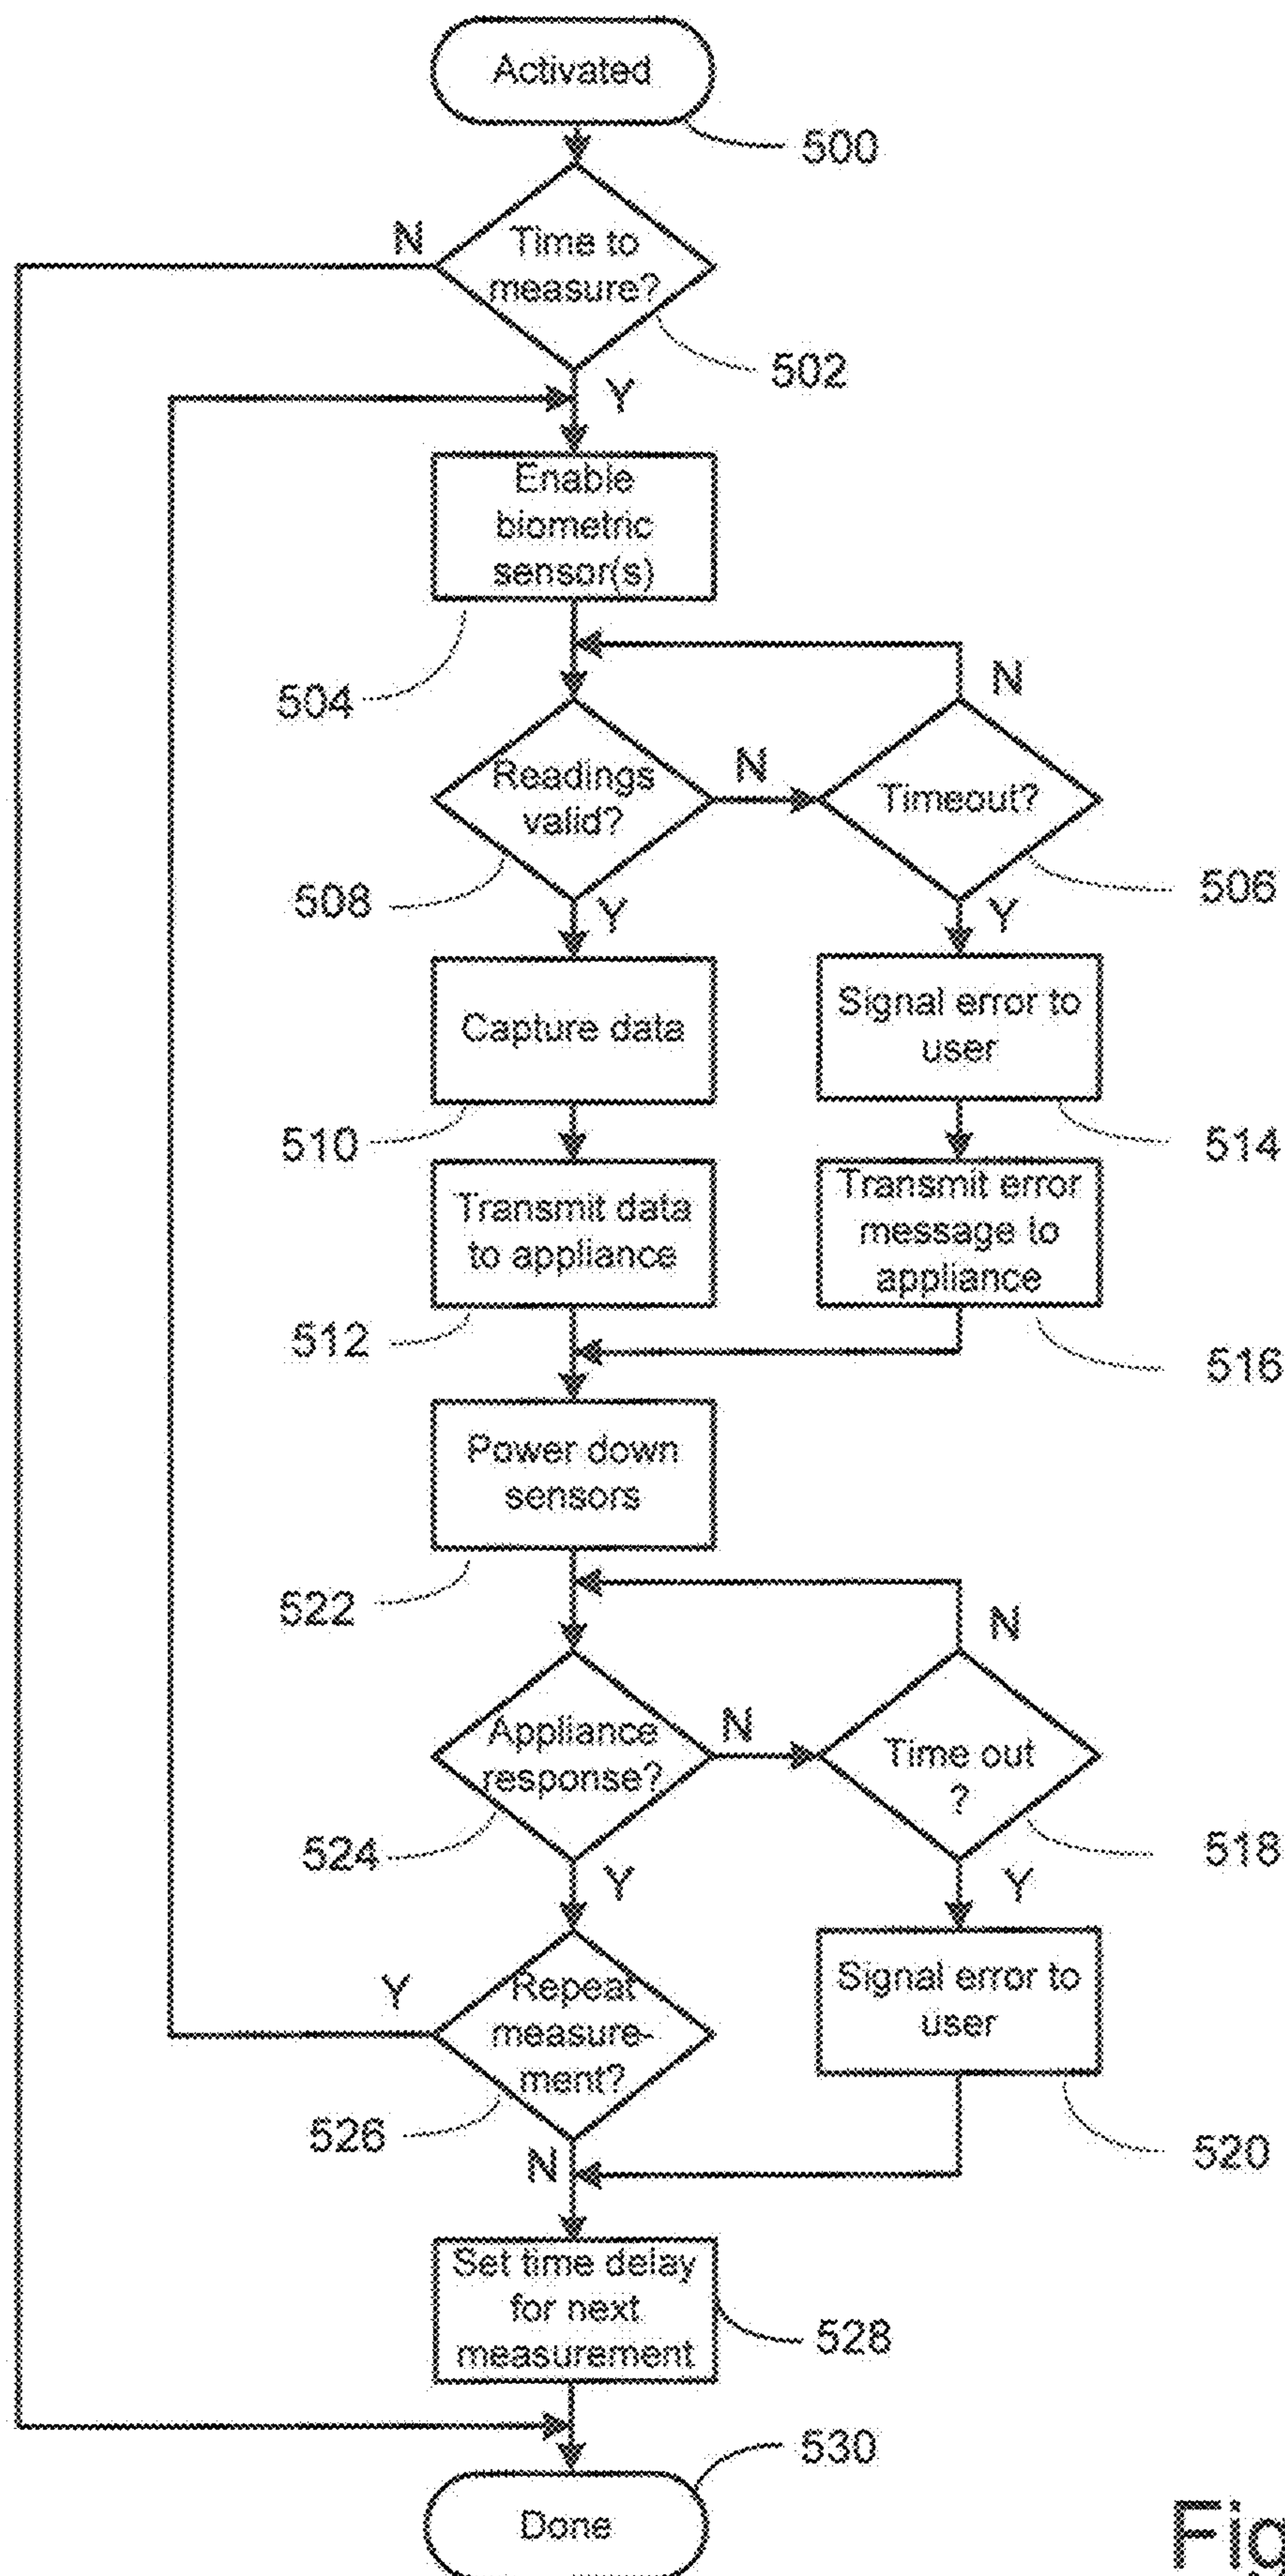 Activated
500
N
Time to
measure?
502
Y
Enable
biometric
sensor(s)
504
N
Readings
valid?
N
Timeout?
508
Y
Y
506
Capture data
Signal error to
user
510
514
Transmit data
to appliance
Transmit error
message to
appliance
512
516
Power down
sensors
522
N
Appliance
response?
N
Time out
?
524
Y
Y
518
Y
Repeat
measure-
ment?
Signal error to
user
526
N
520
Set time delay
for next
measurement
528
530
Done
Fig